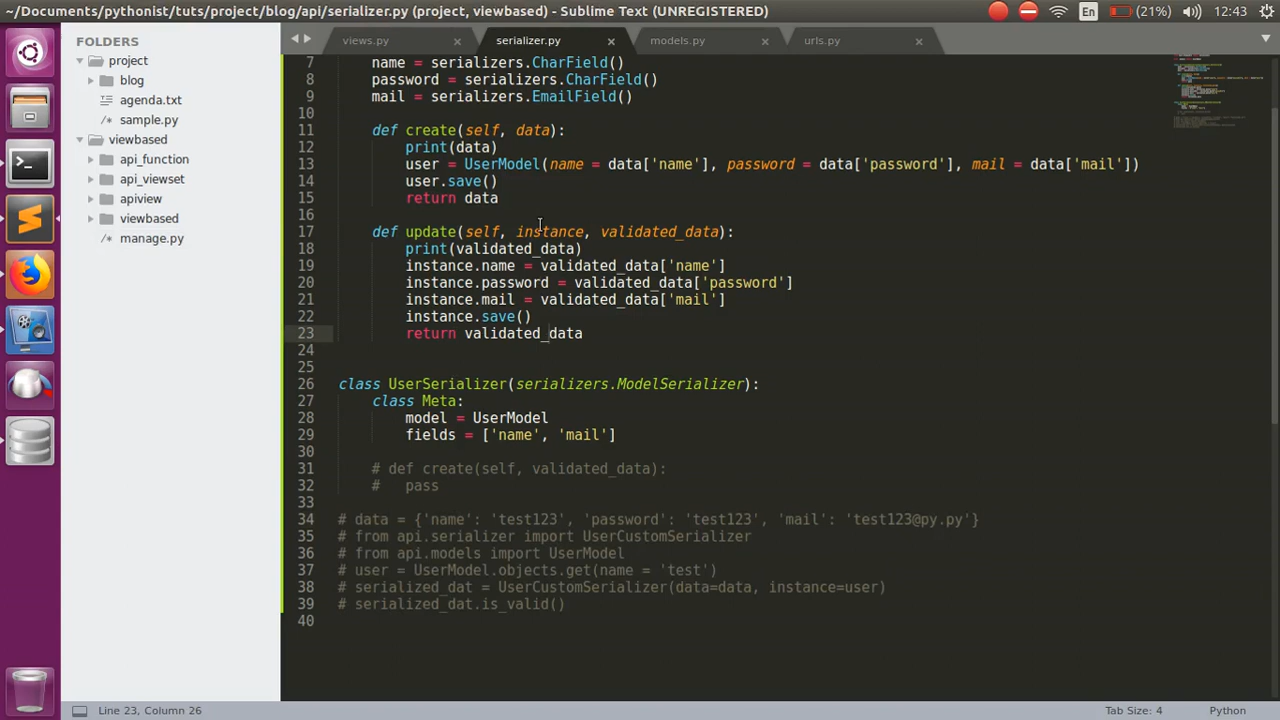 ~/Documents/pythonist/tuts/project/blog/api/serializer.py (project, viewbased) - Sublime Text (UNREGISTERED)
En
(21%)
12:43
FOLDERS
project
blog
agenda.txt
sample.py
viewbased
api_function
api_viewset
apiview
viewbased
manage.py
views.py
serializer.py
models.py
urls.py
7 name = serializers.CharField()
8 password = serializers.CharField()
9 mail = serializers.EmailField()
10
11 def create(self, data):
12 print(data)
13 user = UserModel(name = data['name'], password = data['password'], mail = data['mail'])
14 user.save()
15 return data
16
17 def update(self, instance, validated_data):
18 print(validated_data)
19 instance.name = validated_data['name']
20 instance.password = validated_data['password']
21 instance.mail = validated_data['mail']
22 instance.save()
23 return validated_data
24
25
26 class UserSerializer(serializers.ModelSerializer):
27 class Meta:
28 model = UserModel
29 fields = ['name', 'mail']
30
31 # def create(self, validated_data):
32 # pass
33
34 # data = {'name': 'test123', 'password': 'test123', 'mail': 'test123@py.py'}
35 # from api.serializer import UserCustomSerializer
36 # from api.models import UserModel
37 # user = UserModel.objects.get(name = 'test')
38 # serialized_dat = UserCustomSerializer(data=data, instance=user)
39 # serialized_dat.is_valid()
40
Line 23, Column 26
Tab Size: 4
Python